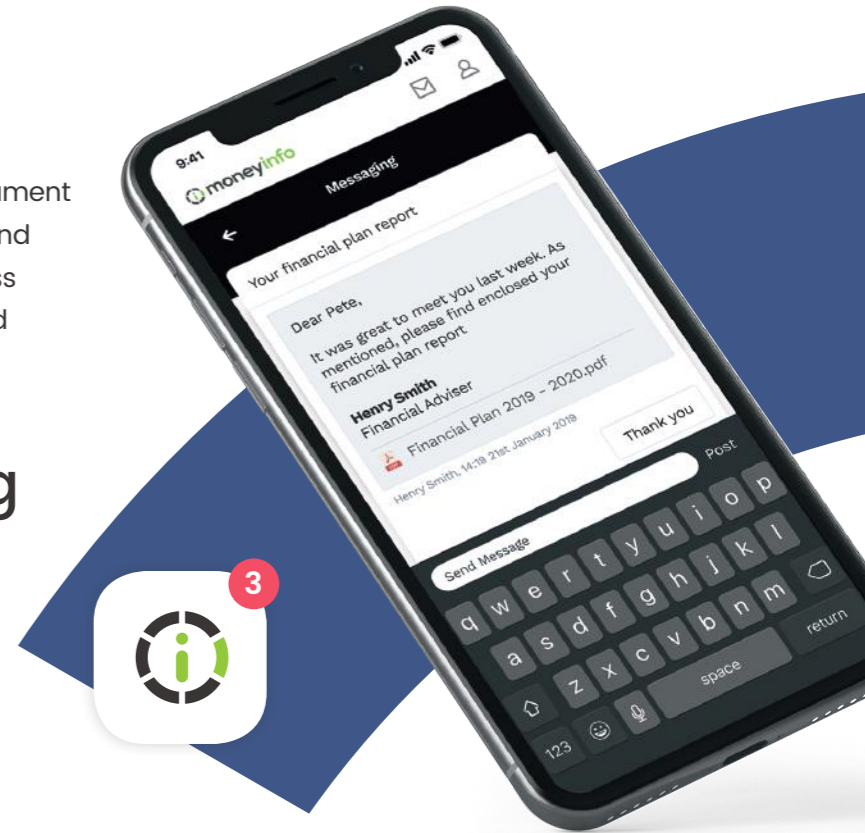 9:41
moneyinfo
Messaging
Your financial plan report
Dear Pete,
It was great to meet you last week. As
mentioned, please find enclosed your
financial plan report
Henry Smith
Financial Adviser
Financial Plan 2019 - 2020.pdf
Henry Smith, 14:19 21st January 2019
Thank you
Send Message
Post
q w e r t y u i o p
a s d f g h j k l
z x c v b n m
123
space
return
nd
3
i